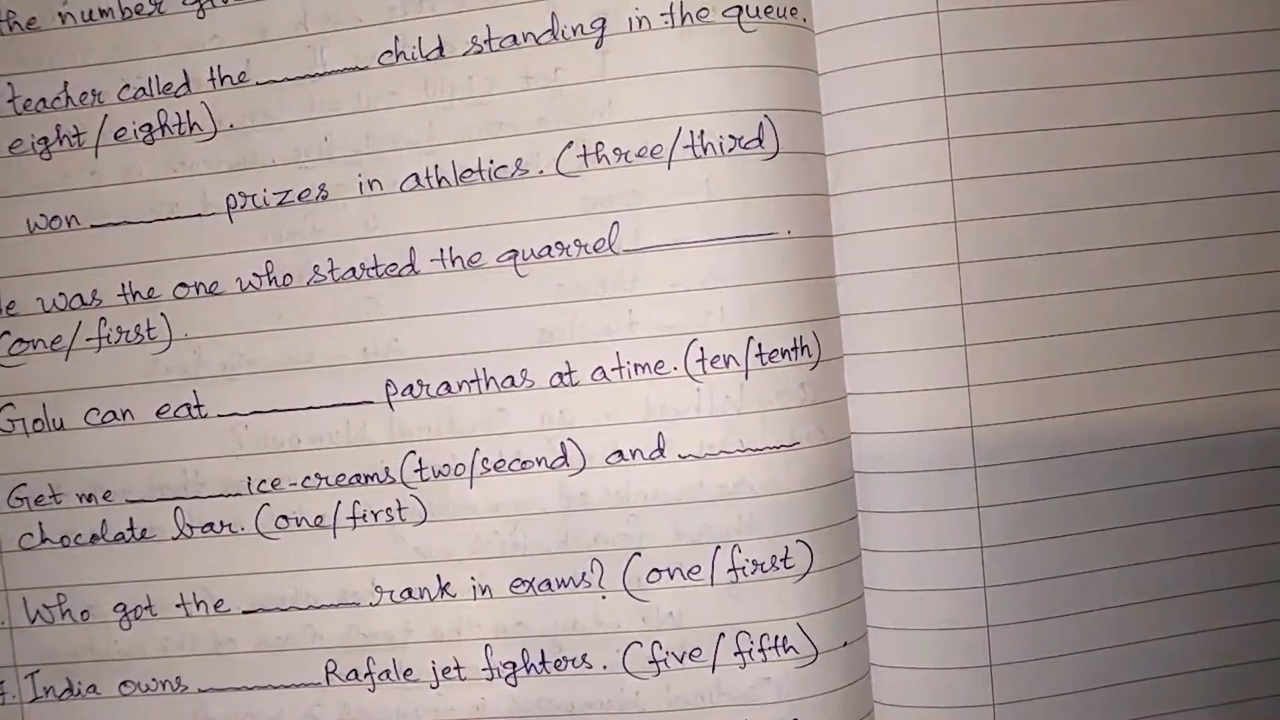 the number
teacher called the ______ child standing in the queue.
eight/eighth).
won ______ prizes in athletics. (three/third)
e was the one who started the quarrel ______.
(one/first).
Golu can eat ______ paranthas at a time. (ten/tenth)
Get me ______ ice-creams (two/second) and ______
chocolate bar. (one/first)
. Who got the ______ rank in exams? (one/first)
. India owns ______ Rafale jet fighters. (five/fifth).